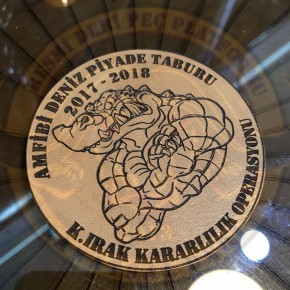 AMFİBİ DENİZ PİYADE TABURU
2017 - 2018
K.IRAK KARARLILIK OPERASYONU